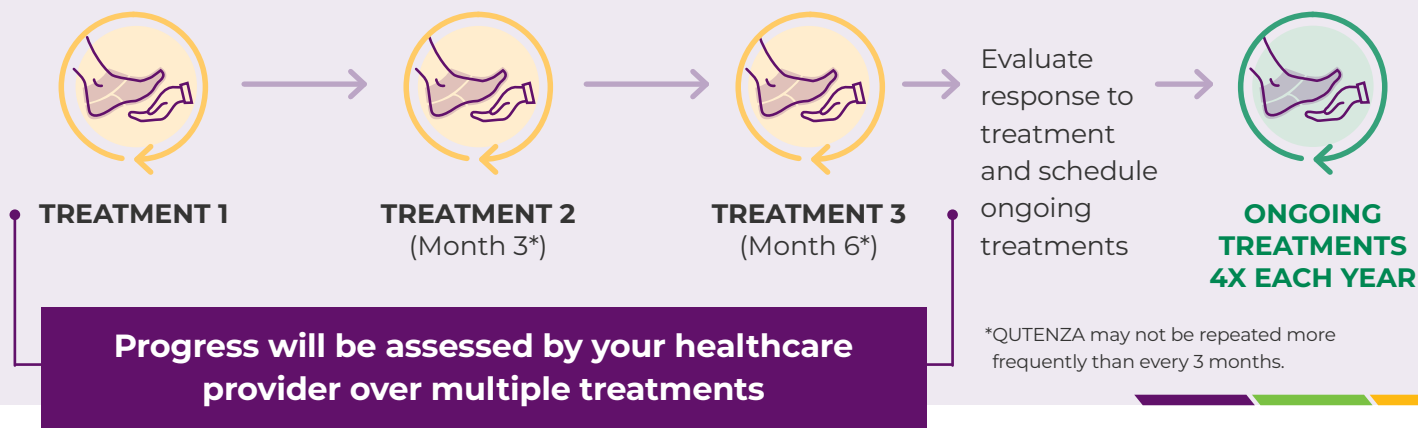 TREATMENT 1
TREATMENT 2
(Month 3*)
TREATMENT 3
(Month 6*)
Evaluate
response to
treatment
and schedule
ongoing
treatments
ONGOING
TREATMENTS
4X EACH YEAR
Progress will be assessed by your healthcare
provider over multiple treatments
*QUTENZA may not be repeated more
frequently than every 3 months.